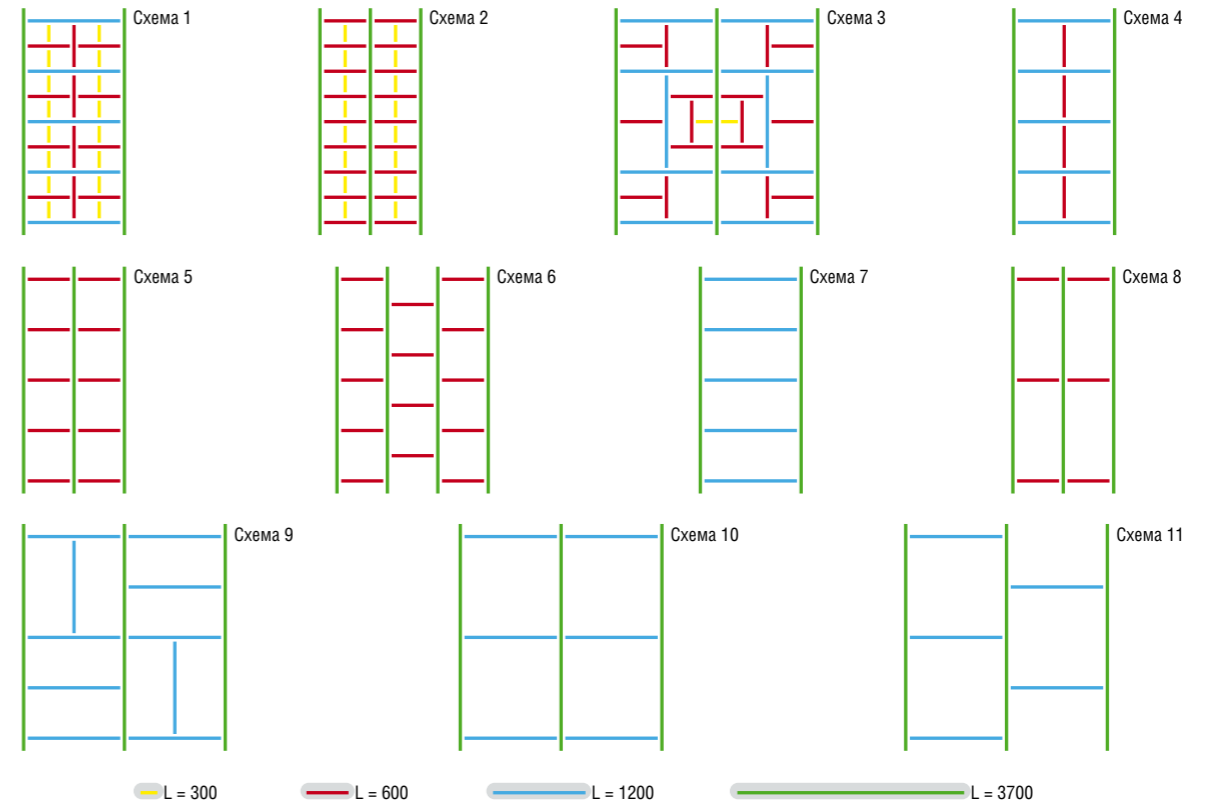 Схема 1
Схема 2
Схема 3
Схема 4
Схема 5
Схема 6
Схема 7
Схема 8
Схема 9
Схема 10
Схема 11
L = 300
L = 600
L = 1200
L = 3700